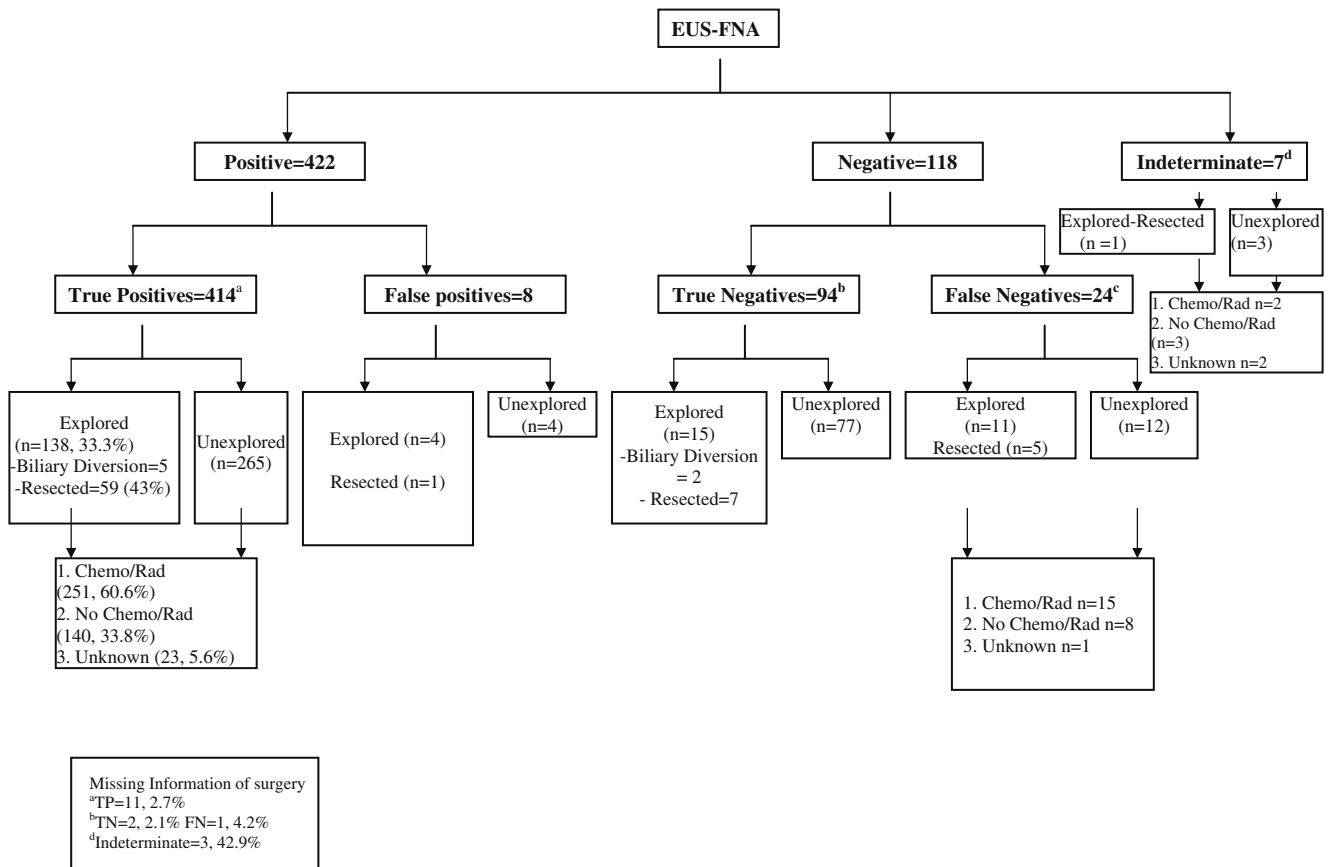 EUS-FNA
Positive=422
Negative=118
Indeterminate=7d
Explored-Resected
(n =1)
Unexplored
(n=3)
True Positives=414a
False positives=8
True Negatives=94b
False Negatives=24c
1. Chemo/Rad n=2
2. No Chemo/Rad
(n=3)
3. Unknown n=2
Explored
(n=138, 33.3%)
-Biliary Diversion=5
-Resected=59 (43%)
Unexplored
(n=265)
Explored (n=4)
Resected (n=1)
Unexplored
(n=4)
Explored
(n=15)
-Biliary Diversion
= 2
- Resected=7
Unexplored
(n=77)
Explored
(n=11)
Resected (n=5)
Unexplored
(n=12)
1. Chemo/Rad
(251, 60.6%)
2. No Chemo/Rad
(140, 33.8%)
3. Unknown (23, 5.6%)
1. Chemo/Rad n=15
2. No Chemo/Rad n=8
3. Unknown n=1
Missing Information of surgery
aTP=11, 2.7%
bTN=2, 2.1% FN=1, 4.2%
dIndeterminate=3, 42.9%